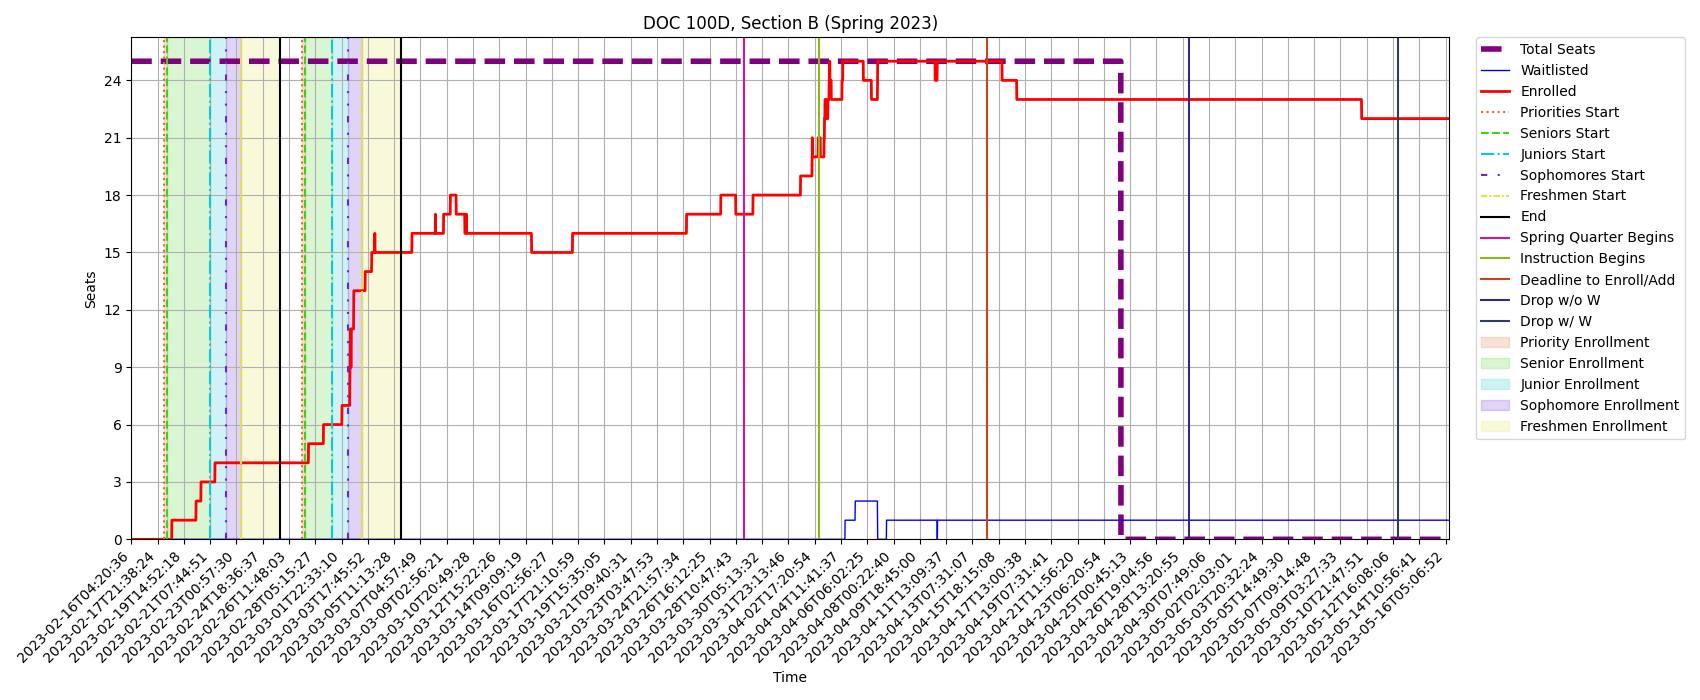 DOC 100D, Section B (Spring 2023)
Seats
24
21
18
15
12
9
6
3
0
2023-02-16T04:20:36
2023-02-17T21:38:24
2023-02-19T14:52:18
2023-02-21T07:44:51
2023-02-23T00:57:30
2023-02-24T18:36:37
2023-02-26T11:48:03
2023-02-28T05:15:27
2023-03-01T22:33:10
2023-03-03T17:45:52
2023-03-05T11:13:28
2023-03-07T04:57:49
2023-03-09T02:56:21
2023-03-10T20:49:28
2023-03-12T15:22:26
2023-03-14T09:09:19
2023-03-16T02:56:27
2023-03-17T21:10:59
2023-03-19T15:35:05
2023-03-21T09:40:31
2023-03-23T03:47:53
2023-03-24T21:57:34
2023-03-26T16:12:25
2023-03-28T10:47:43
2023-03-30T05:13:32
2023-03-31T23:13:46
2023-04-02T17:20:54
2023-04-04T11:41:37
2023-04-06T06:02:25
2023-04-08T00:22:40
2023-04-09T18:45:00
2023-04-11T13:09:37
2023-04-13T07:31:07
2023-04-15T18:15:08
2023-04-17T13:00:38
2023-04-19T07:31:41
2023-04-21T11:56:20
2023-04-23T06:20:54
2023-04-25T00:45:13
2023-04-26T19:04:56
2023-04-28T13:20:55
2023-04-30T07:49:06
2023-05-02T02:03:01
2023-05-03T20:32:24
2023-05-05T14:49:30
2023-05-07T09:14:48
2023-05-09T03:27:33
2023-05-10T21:47:51
2023-05-12T16:08:06
2023-05-14T10:56:41
2023-05-16T05:06:52
Time
Total Seats
Waitlisted
Enrolled
Priorities Start
Seniors Start
Juniors Start
Sophomores Start
Freshmen Start
End
Spring Quarter Begins
Instruction Begins
Deadline to Enroll/Add
Drop w/o W
Drop w/ W
Priority Enrollment
Senior Enrollment
Junior Enrollment
Sophomore Enrollment
Freshmen Enrollment